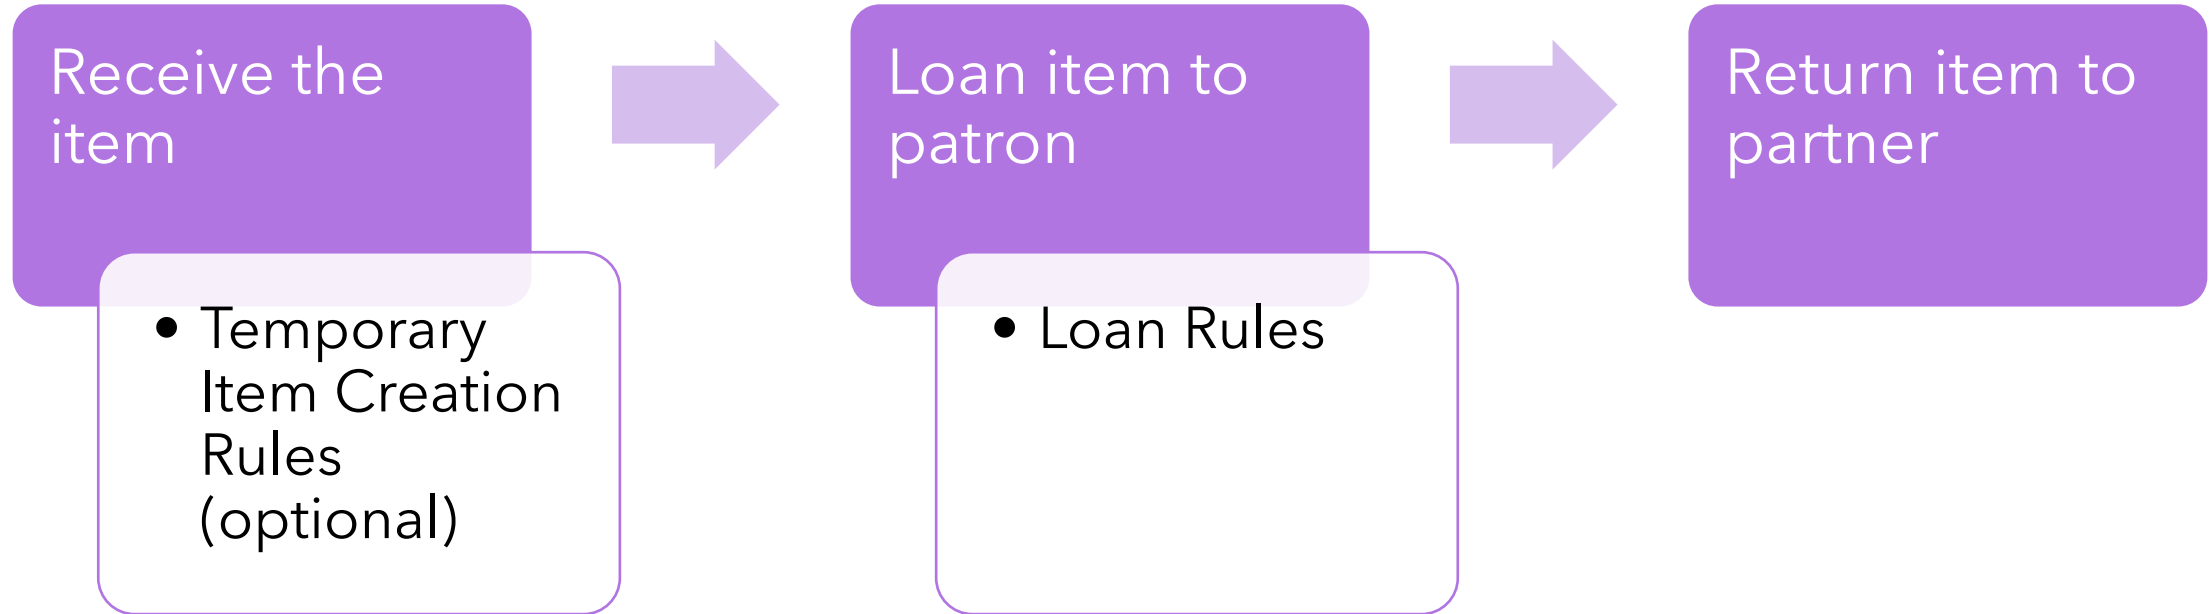 Receive the
item
• Temporary
Item Creation
Rules
(optional)
Loan item to
patron
• Loan Rules
Return item to
partner